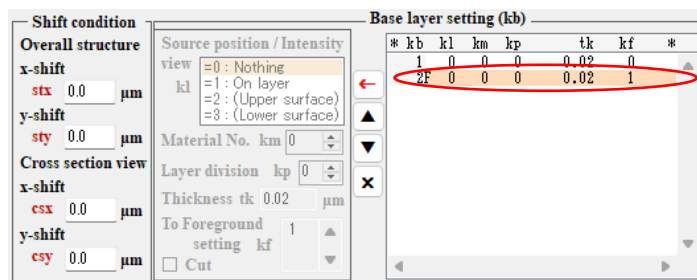 Shift condition
Overall structure
x-shift
stx 0.0 μm
y-shift
sty 0.0 μm
Cross section view
x-shift
csx 0.0 μm
y-shift
csy 0.0 μm
Base layer setting (kb)
Source position / Intensity
view
kl
=0 : Nothing
=1 : On layer
=2 : (Upper surface)
=3 : (Lower surface)
Material No. km 0
Layer division kp 0
Thickness tk 0.02 μm
To Foreground
setting kf 1
Cut
* kb kl km kp tk kf *
1 0 0 0 0.02 0
2F 0 0 0 0.02 1